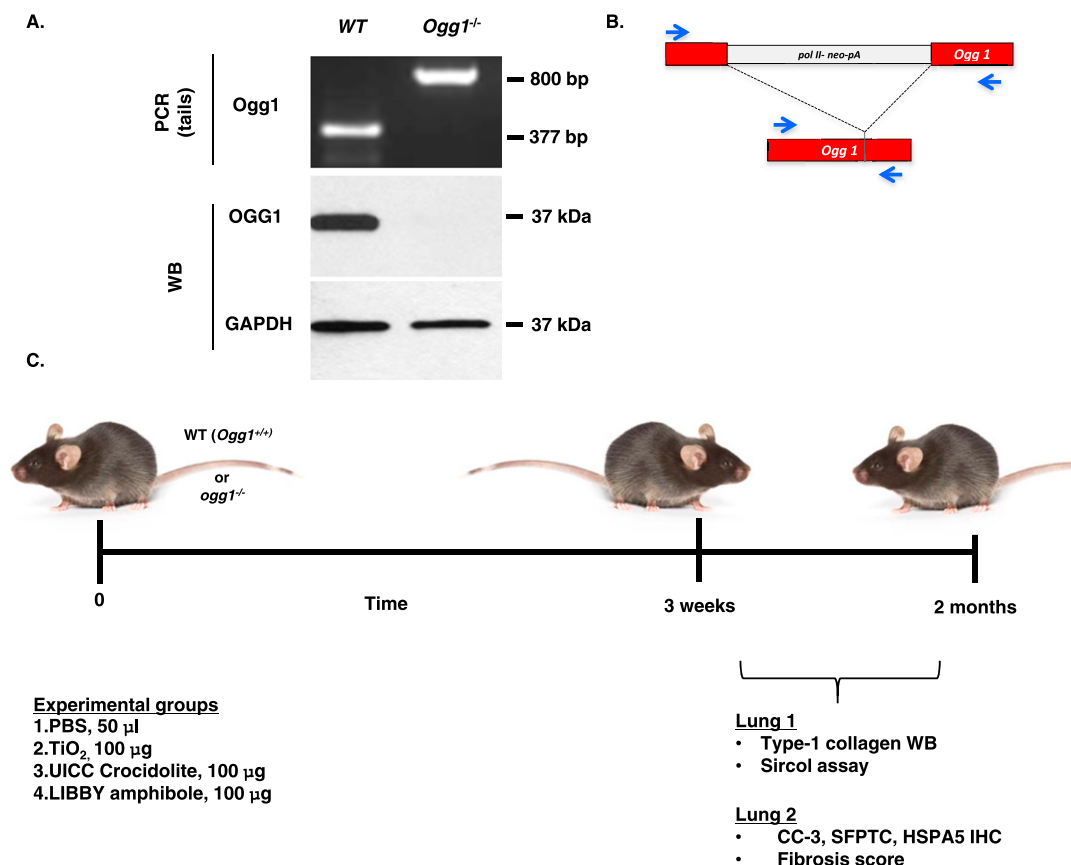 A.
WT Ogg1-/-
PCR (tails)
Ogg1
800 bp
377 bp
WB
OGG1
37 kDa
GAPDH
37 kDa
B.
pol II- neo-pA
Ogg 1
Ogg 1
C.
WT (Ogg1+/+)
or
ogg1-/-
0
Time
3 weeks
2 months
Experimental groups
1.PBS, 50 µl
2.TiO2, 100 µg
3.UICC Crocidolite, 100 µg
4.LIBBY amphibole, 100 µg
Lung 1
• Type-1 collagen WB
• Sircol assay
Lung 2
• CC-3, SFPTC, HSPA5 IHC
• Fibrosis score